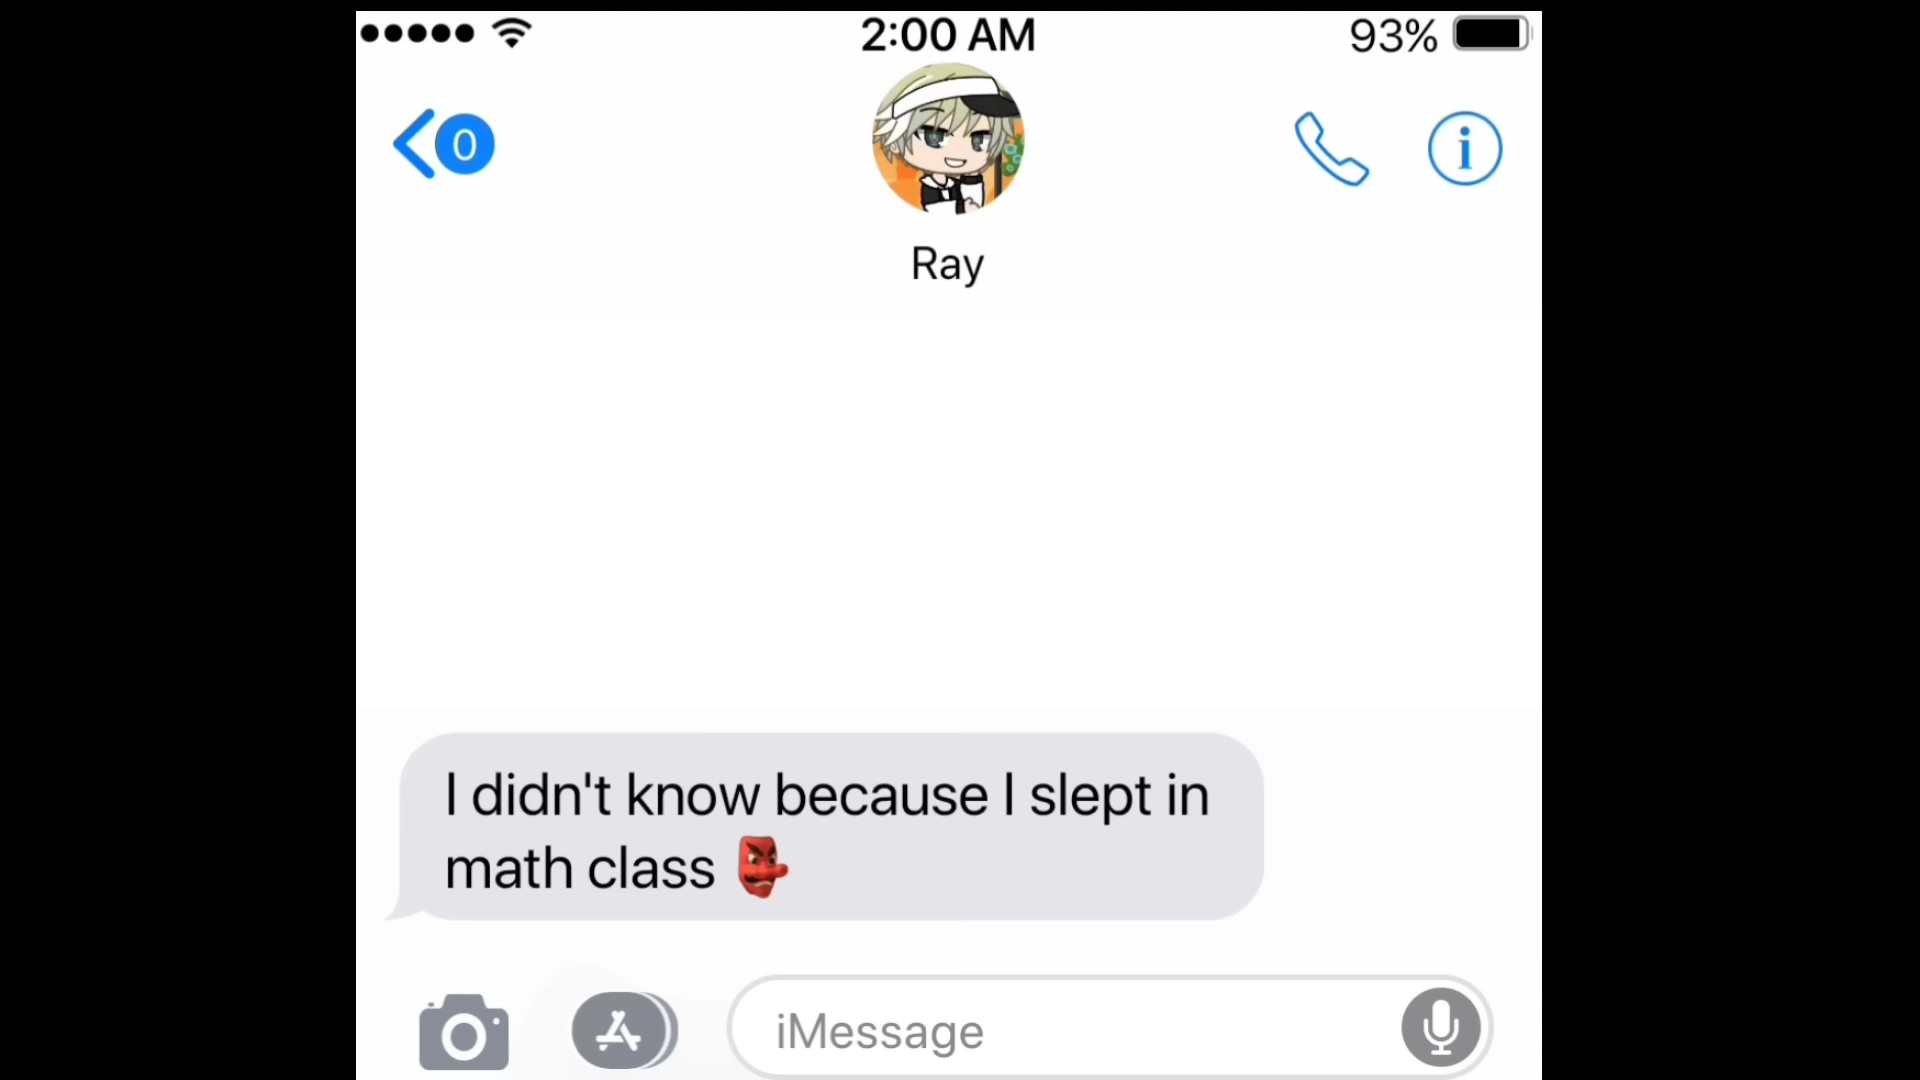 2:00 AM
93%
0
Ray
I didn't know because I slept in
math class 👺
iMessage